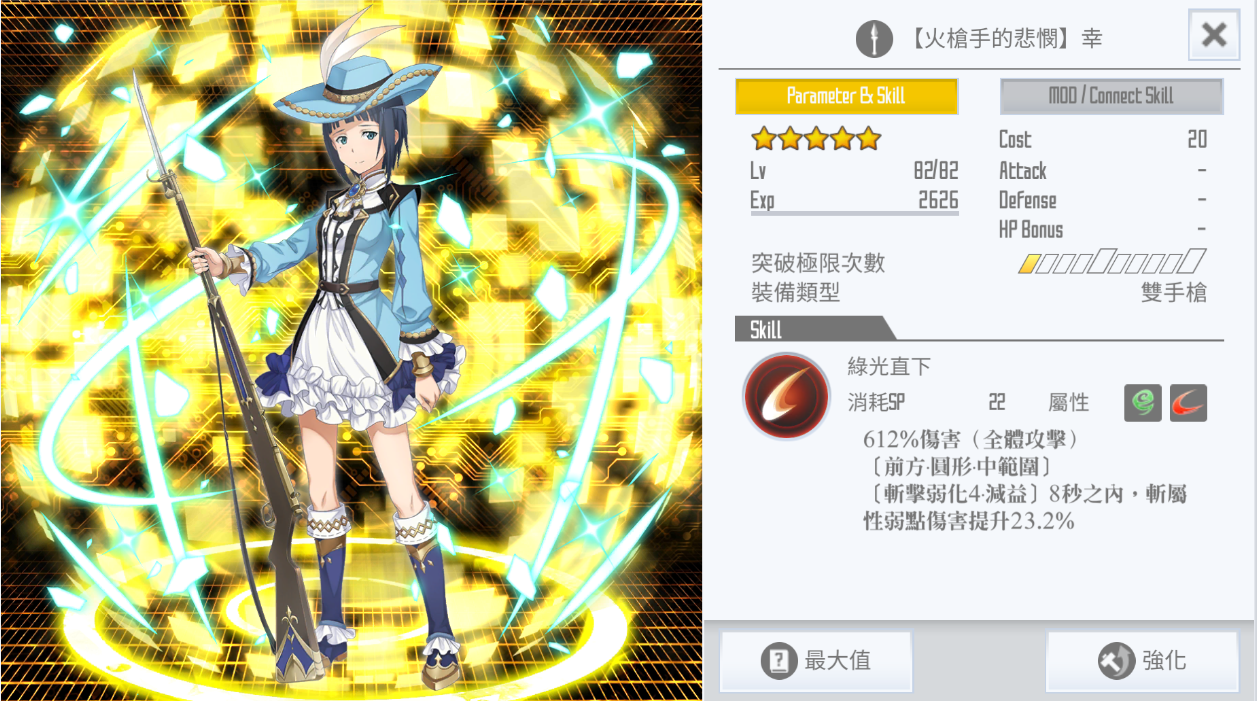 【火槍手的悲憫】幸
Parameter & Skill
MOD / Connect Skill
Lv 82/82
Exp 2626
Cost 20
Attack -
Defense -
HP Bonus -
突破極限次數
裝備類型 雙手槍
Skill
綠光直下
消耗SP 22 屬性
612%傷害（全體攻擊）
〔前方·圓形·中範圍〕
〔斬擊弱化4·減益〕8秒之內，斬屬
性弱點傷害提升23.2%
最大值
強化